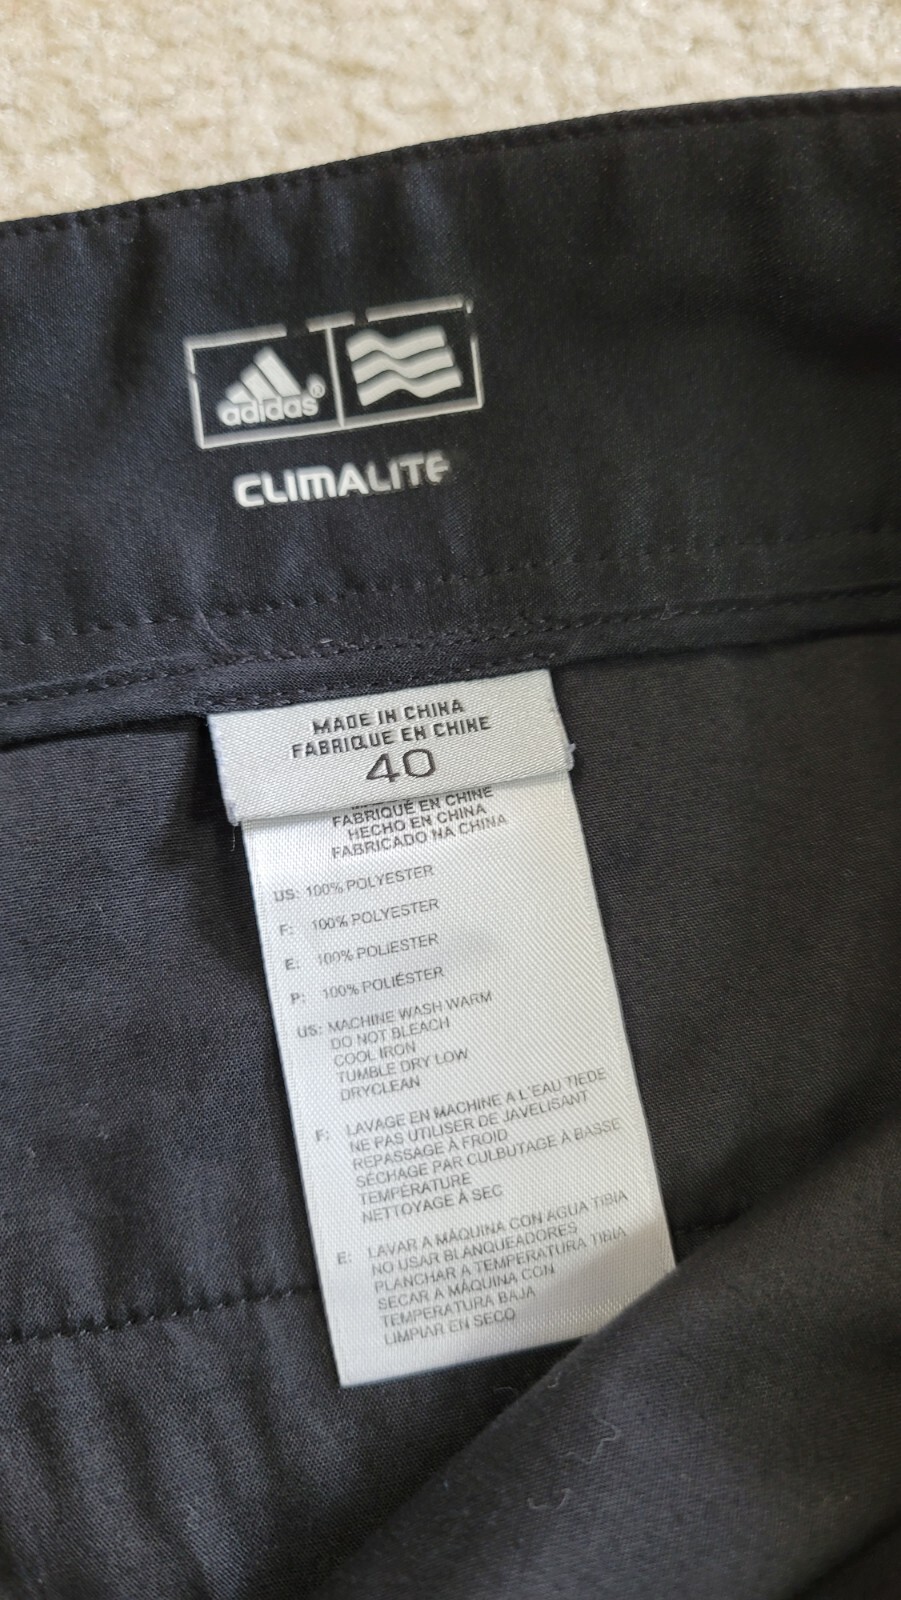 adidas®
CLIMALITE
MADE IN CHINA
FABRIQUE EN CHINE
40
FABRIQUÉ EN CHINE
HECHO EN CHINA
FABRICADO NA CHINA
US: 100% POLYESTER
F: 100% POLYESTER
E: 100% POLIESTER
P: 100% POLIÉSTER
US: MACHINE WASH WARM
DO NOT BLEACH
COOL IRON
TUMBLE DRY LOW
DRYCLEAN
F: LAVAGE EN MACHINE A L'EAU TIEDE
NE PAS UTILISER DE JAVELISANT
REPASSAGE À FROID
SÉCHAGE PAR CULBUTAGE À BASSE
TEMPÉRATURE
NETTOYAGE À SEC
E: LAVAR A MÁQUINA CON AGUA TIBIA
NO USAR BLANQUEADORES
PLANCHAR A TEMPERATURA TIBIA
SECAR A MÁQUINA CON
TEMPERATURA BAJA
LIMPIAR EN SECO